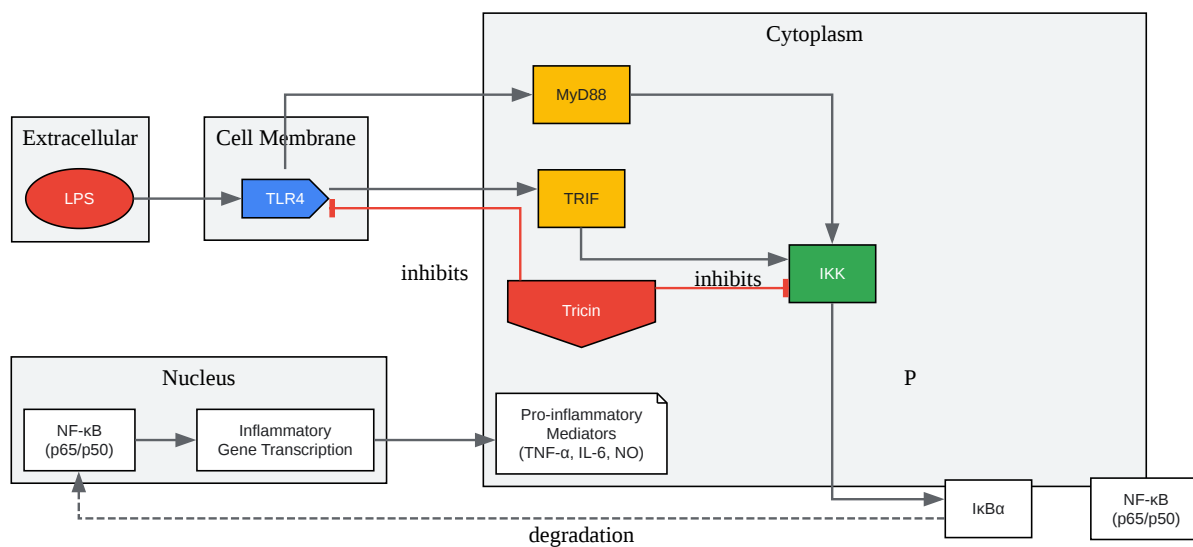 Cytoplasm
MyD88
Extracellular
Cell Membrane
LPS
TLR4
TRIF
inhibits
inhibits
IKK
Tricin
Nucleus
P
NF-κB
(p65/p50)
Inflammatory
Gene Transcription
Pro-inflammatory
Mediators
(TNF-α, IL-6, NO)
IκBα
NF-κB
(p65/p50)
degradation